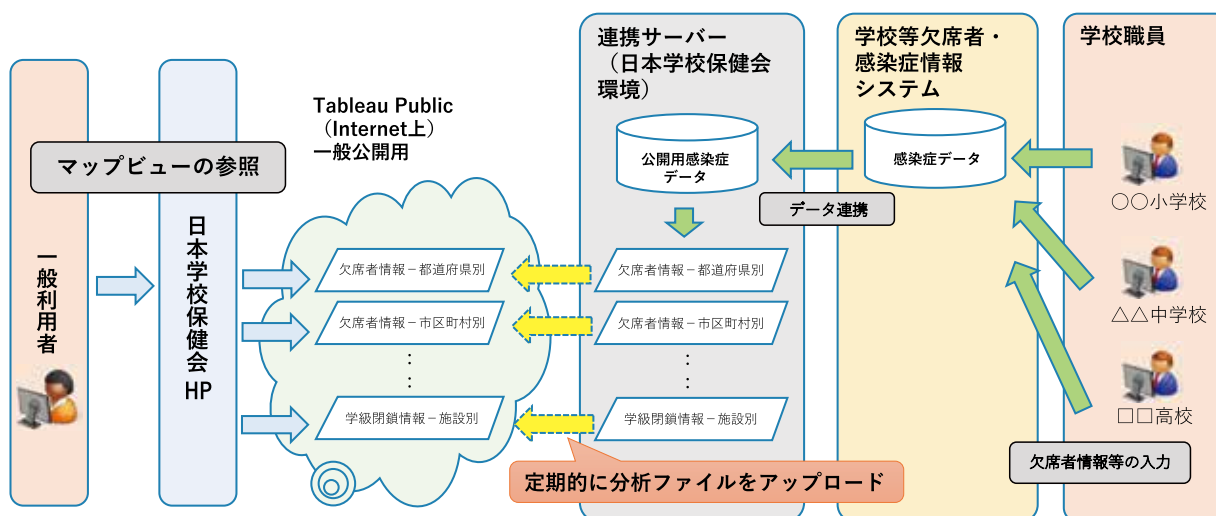 一般利用者
マップビューの参照
日本学校保健会
HP
Tableau Public
（Internet上）
一般公開用
欠席者情報－都道府県別
欠席者情報－市区町村別
：
：
学級閉鎖情報－施設別
連携サーバー
（日本学校保健会
環境）
公開用感染症
データ
欠席者情報－都道府県別
欠席者情報－市区町村別
：
：
学級閉鎖情報－施設別
定期的に分析ファイルをアップロード
データ連携
学校等欠席者・
感染症情報
システム
感染症データ
学校職員
〇〇小学校
△△中学校
□□高校
欠席者情報等の入力